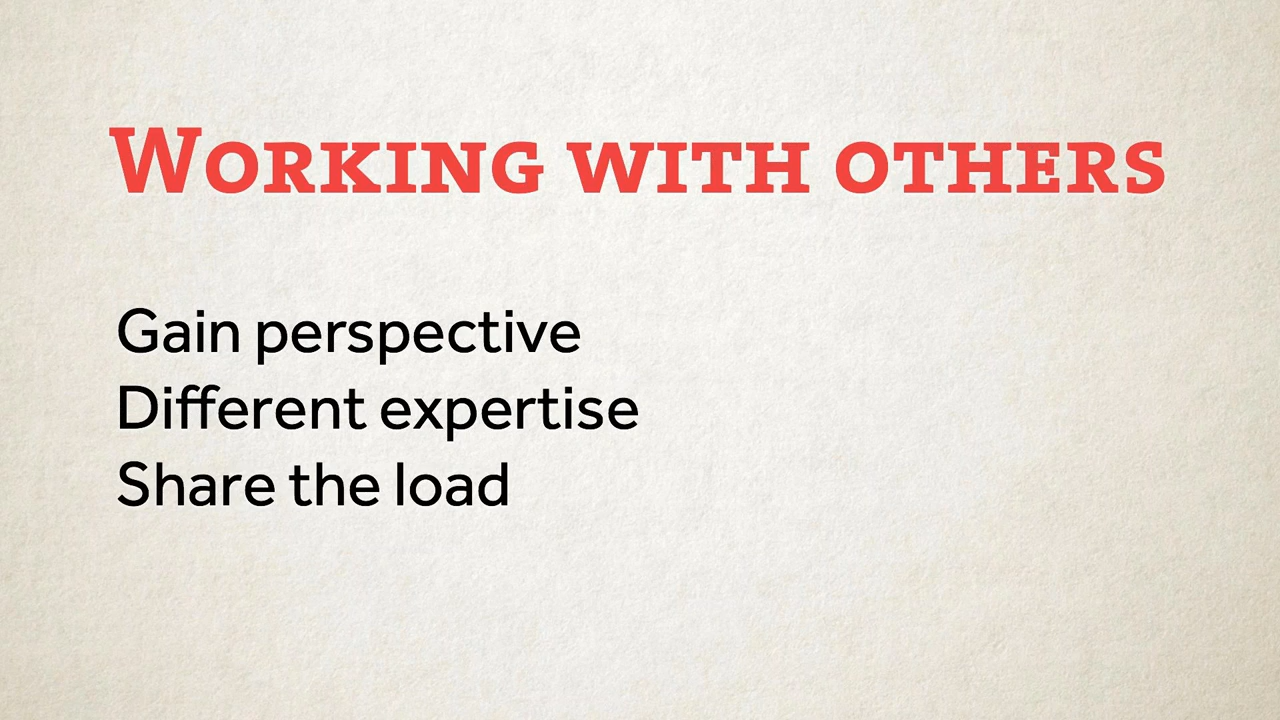 Working with others
Gain perspective
Different expertise
Share the load